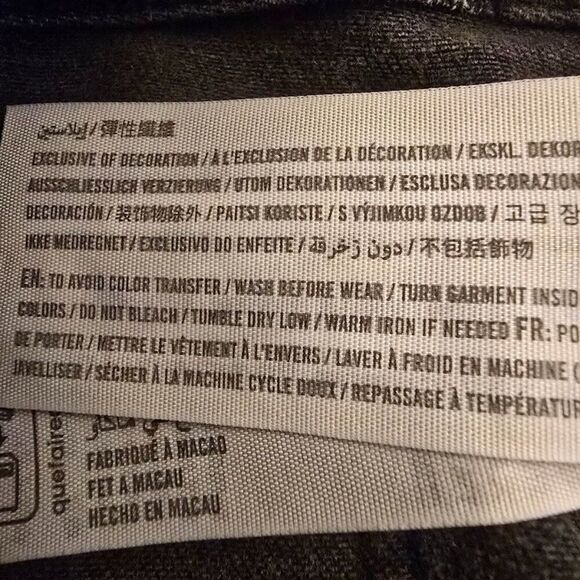 إيلاستين / 彈性纖維
EXCLUSIVE OF DECORATION / À L'EXCLUSION DE LA DÉCORATION / EKSKL. DEKOR
AUSSCHLIESSLICH VERZIERUNG / UTOM DEKORATIONEN / ESCLUSA DECORAZION
DECORACIÓN / 装饰物除外 / PAITSI KORISTE / S VÝJIMKOU OZDOB / 고급 장
IKKE MEDREGNET / EXCLUSIVO DO ENFEITE / دون زخرفة / 不包括飾物
EN: TO AVOID COLOR TRANSFER / WASH BEFORE WEAR / TURN GARMENT INSID
COLORS / DO NOT BLEACH / TUMBLE DRY LOW / WARM IRON IF NEEDED FR: PO
DE PORTER / METTRE LE VÊTEMENT À L'ENVERS / LAVER À FROID EN MACHINE
JAVELLISER / SÉCHER À LA MACHINE CYCLE DOUX / REPASSAGE À TEMPÉRATU
quefaire
FABRIQUÉ À MACAO
FET A MACAU
HECHO EN MACAU